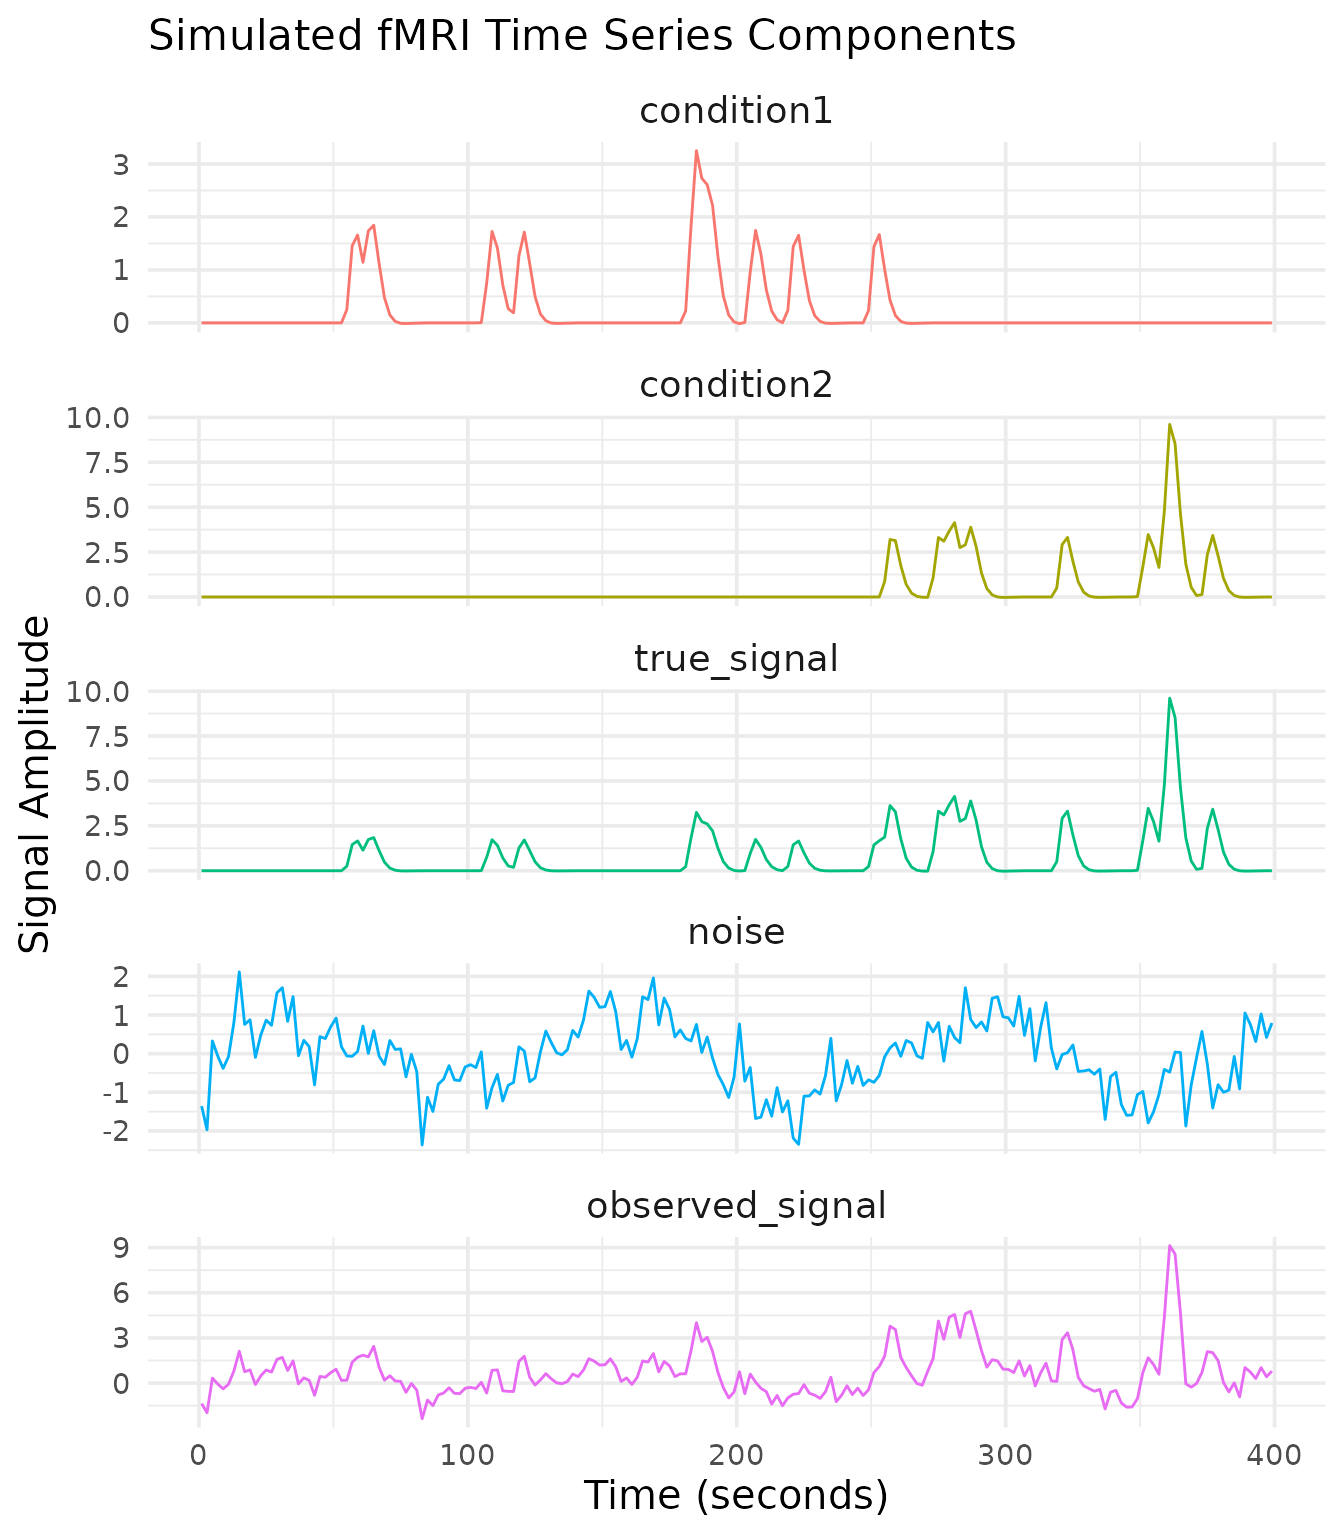 Simulated fMRI Time Series Components
condition1
3
2
1
0
condition2
10.0
7.5
5.0
2.5
0.0
true_signal
10.0
7.5
5.0
2.5
0.0
noise
2
1
0
-1
-2
observed_signal
9
6
3
0
0 100 200 300 400
Time (seconds)
Signal Amplitude